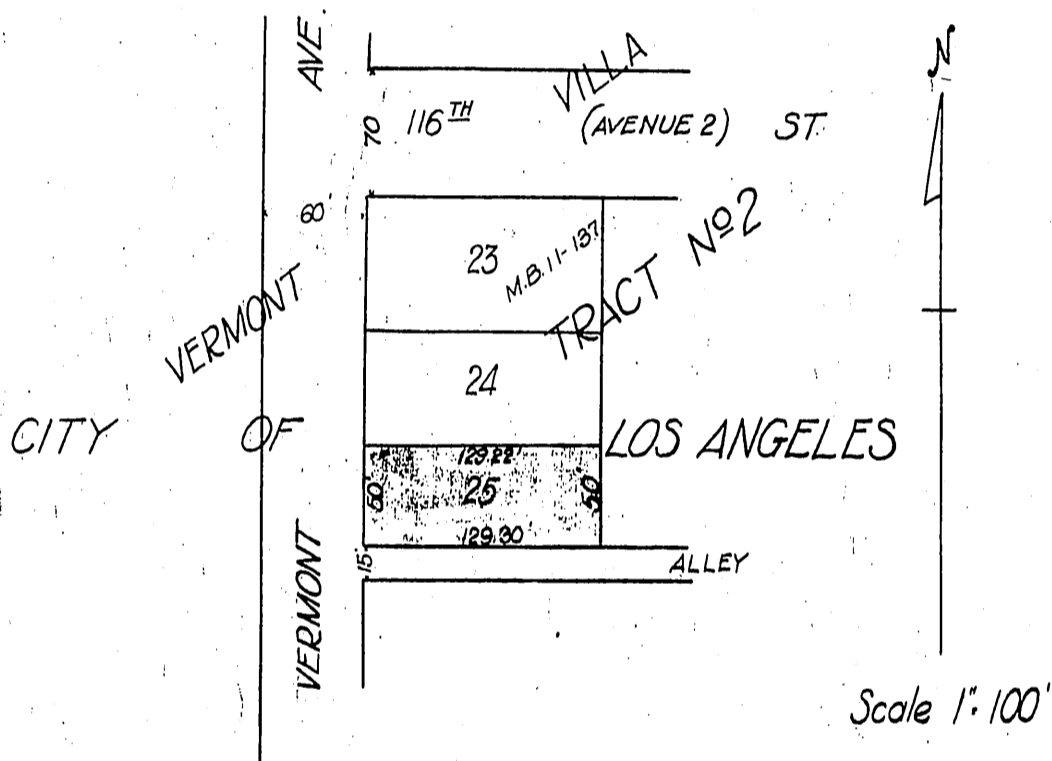 AVE.
VILLA
N
70
116TH
(AVENUE 2)
ST.
60'
23
M.B. 11-137
TRACT Nº2
VERMONT
24
CITY OF LOS ANGELES
129.22'
50'
25
50'
129.30'
15'
ALLEY
VERMONT
Scale 1": 100'